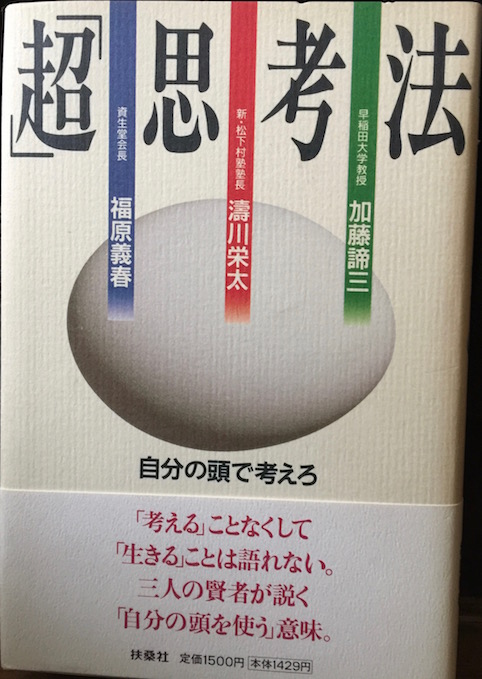 「超」思考法
早稲田大学教授 加藤諦三
新・松下村塾塾長 濤川栄太
資生堂会長 福原義春
自分の頭で考えろ
「考える」ことなくして
「生きる」ことは語れない。
三人の賢者が説く
「自分の頭を使う」意味。
扶桑社 定価1500円 本体1429円